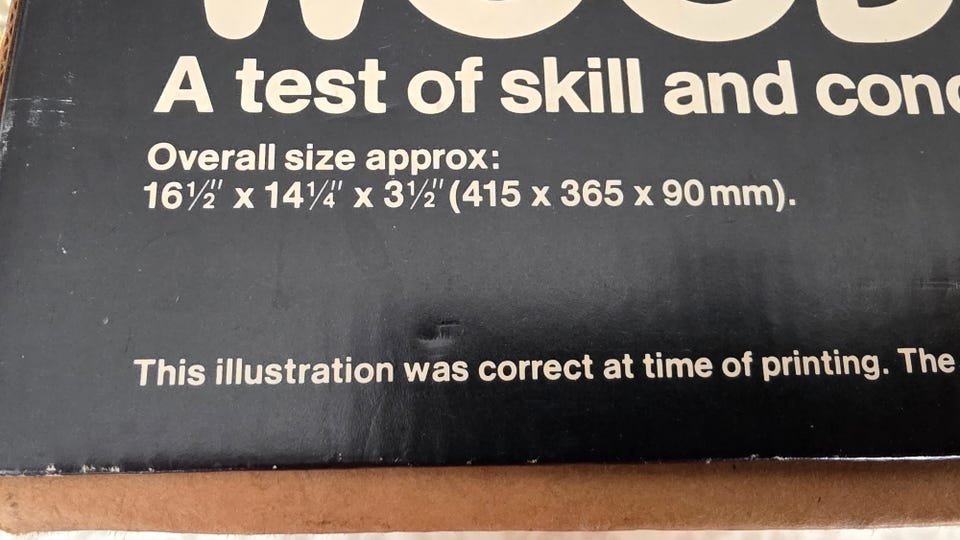 A test of skill and
Overall size approx:
16½" x 14¼" x 3½" (415 x 365 x 90 mm).
This illustration was correct at time of printing. The